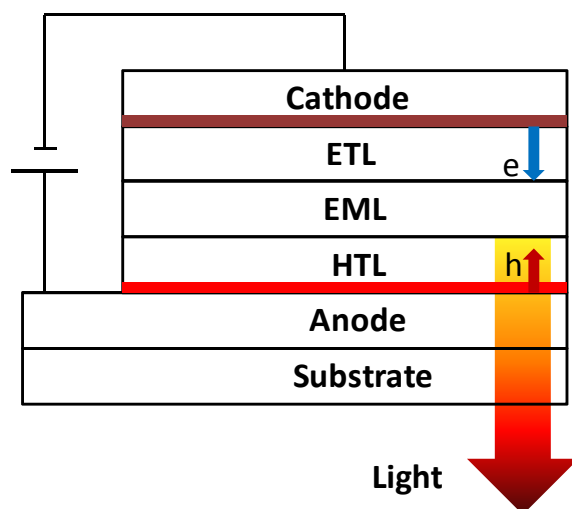 Cathode
ETL
e
EML
HTL
h
Anode
Substrate
Light